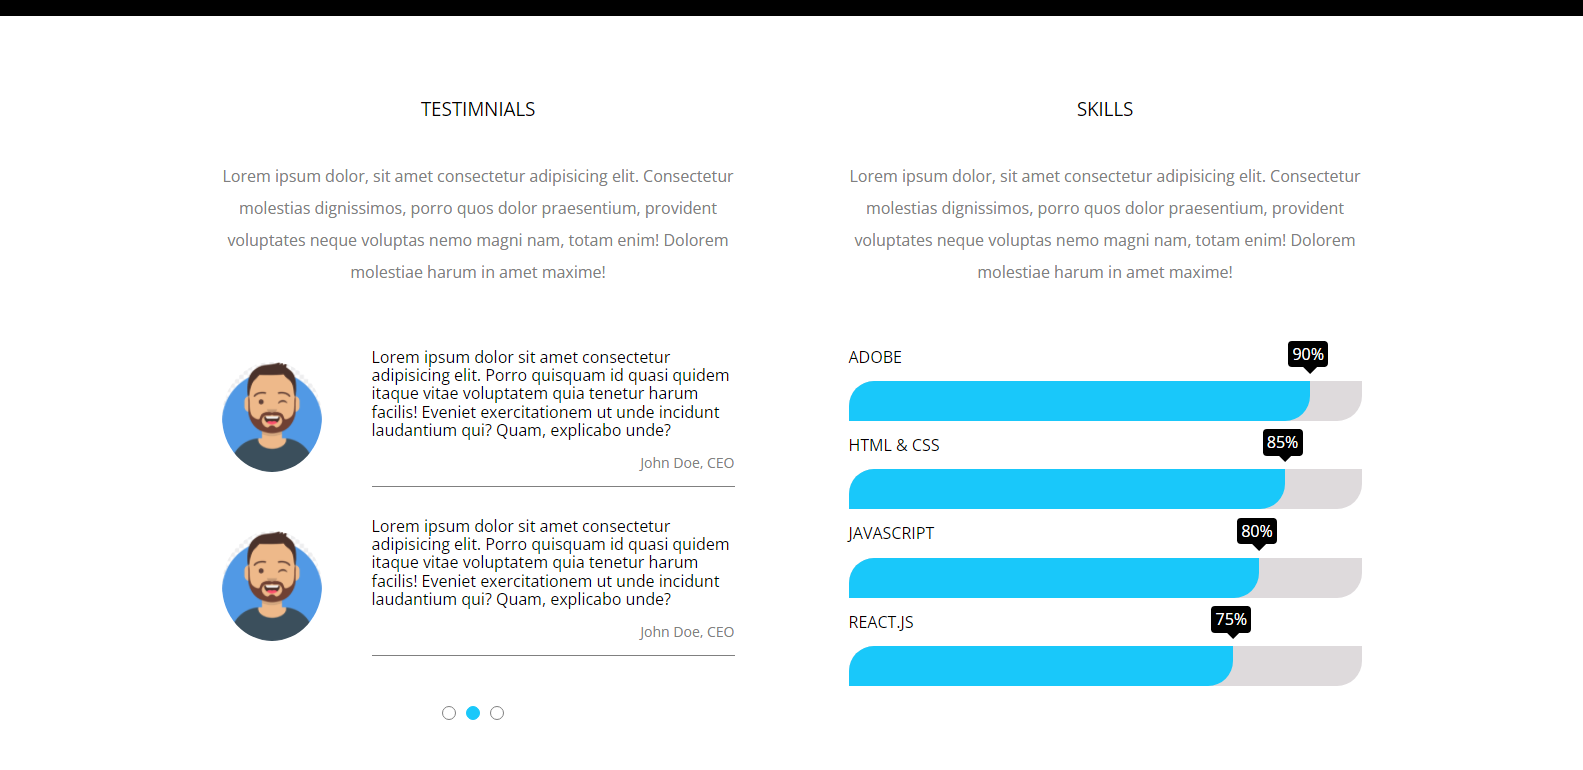 TESTIMNIALS
Lorem ipsum dolor, sit amet consectetur adipisicing elit. Consectetur
molestias dignissimos, porro quos dolor praesentium, provident
voluptates neque voluptas nemo magni nam, totam enim! Dolorem
molestiae harum in amet maxime!
Lorem ipsum dolor sit amet consectetur
adipisicing elit. Porro quisquam id quasi quidem
itaque vitae voluptatem quia tenetur harum
facilis! Eveniet exercitationem ut unde incidunt
laudantium qui? Quam, explicabo unde?
John Doe, CEO
Lorem ipsum dolor sit amet consectetur
adipisicing elit. Porro quisquam id quasi quidem
itaque vitae voluptatem quia tenetur harum
facilis! Eveniet exercitationem ut unde incidunt
laudantium qui? Quam, explicabo unde?
John Doe, CEO
SKILLS
Lorem ipsum dolor, sit amet consectetur adipisicing elit. Consectetur
molestias dignissimos, porro quos dolor praesentium, provident
voluptates neque voluptas nemo magni nam, totam enim! Dolorem
molestiae harum in amet maxime!
ADOBE 90%
HTML & CSS 85%
JAVASCRIPT 80%
REACT.JS 75%